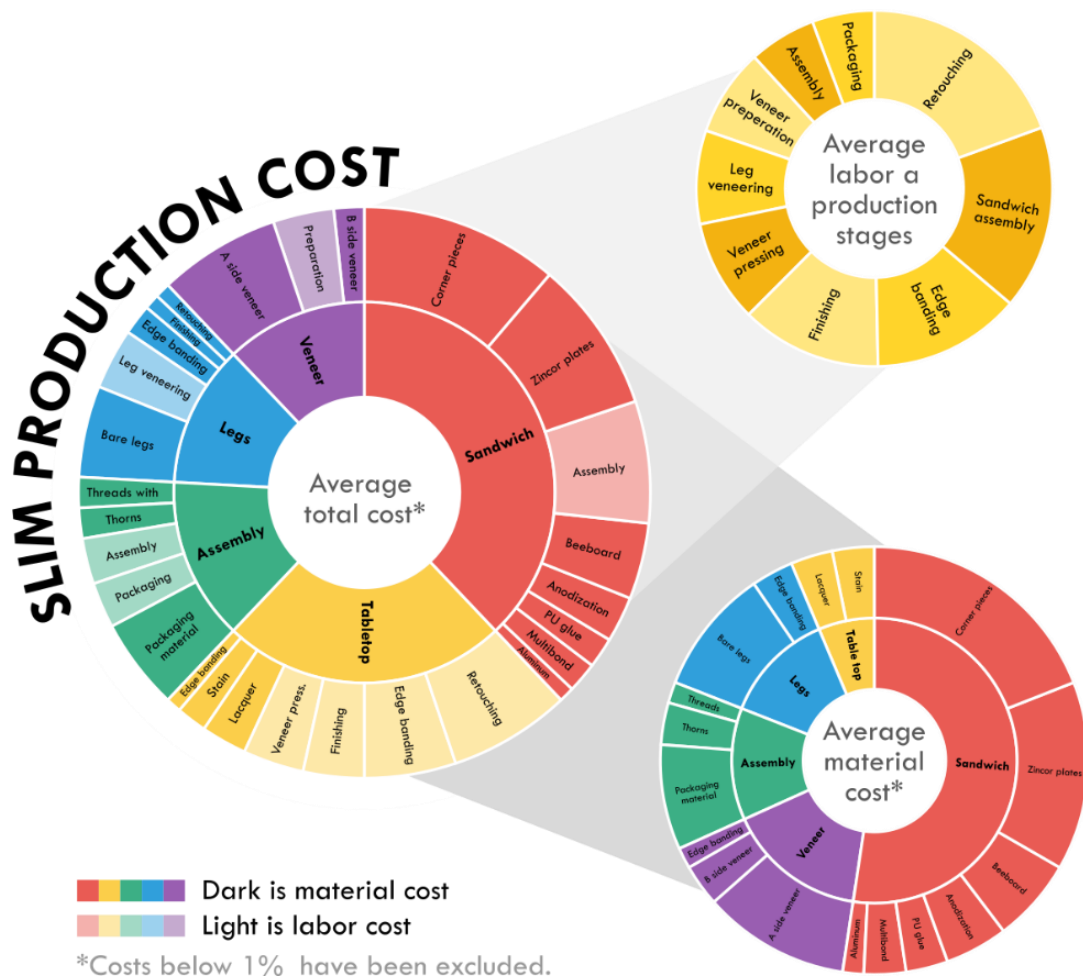 SLIM PRODUCTION COST
Average
total cost*
Sandwich
Tabletop
Assembly
Legs
Veneer
Corner pieces
Zincor plates
Assembly
Beeboard
Anodization
PU glue
Multibond
Aluminum
Retouching
Edge banding
Finishing
Veneer press.
Lacquer
Stain
Edge banding
Packaging
material
Packaging
Assembly
Thorns
Threads with
Bare legs
Leg veneering
Edge banding
Finishing
Retouching
A side veneer
Preparation
B side veneer
Average
labor a
production
stages
Retouching
Sandwich
assembly
Edge
banding
Finishing
Veneer
pressing
Leg
veneering
Veneer
preperation
Assembly
Packaging
Average
material
cost*
Sandwich
Veneer
Assembly
Legs
Table top
Corner pieces
Zincor plates
Beeboard
Anodization
PU glue
Multibond
Aluminum
A side veneer
B side veneer
Edge banding
Packaging
material
Thorns
Threads
Bare legs
Edge banding
Lacquer
Stain
Dark is material cost
Light is labor cost
*Costs below 1% have been excluded.